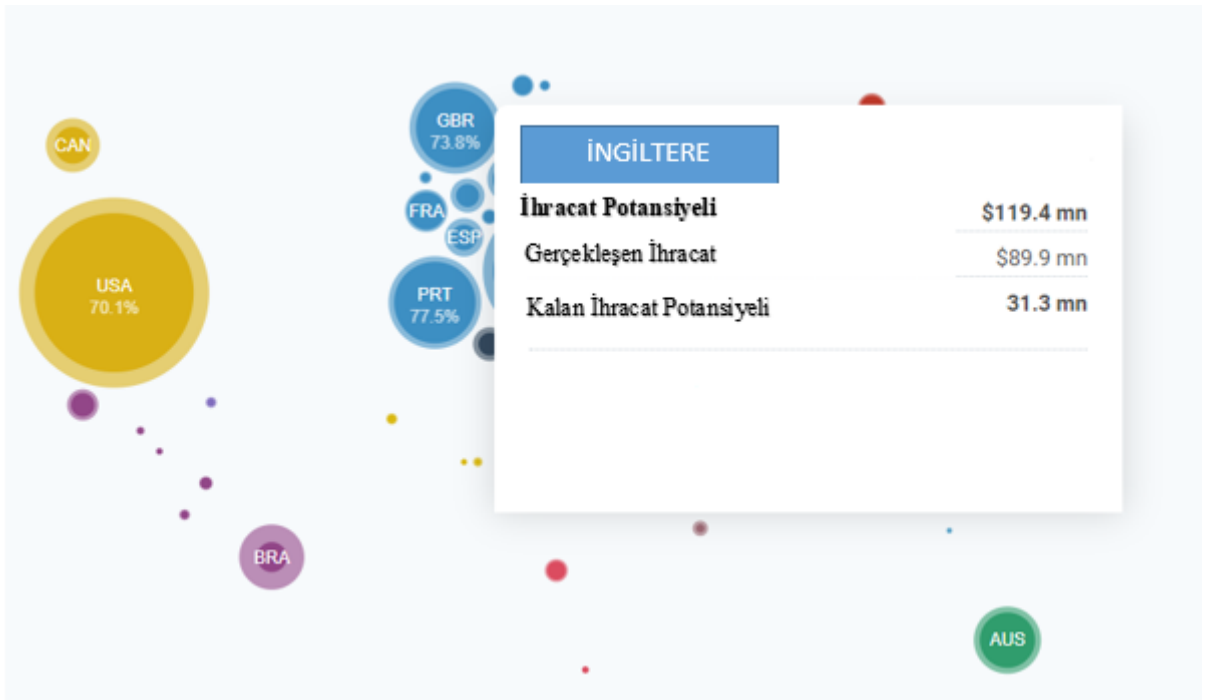 CAN
USA
70.1%
GBR
73.8%
FRA
ESP
PRT
77.5%
BRA
AUS
İNGİLTERE
İhracat Potansiyeli $119.4 mn
Gerçekleşen İhracat $89.9 mn
Kalan İhracat Potansiyeli 31.3 mn